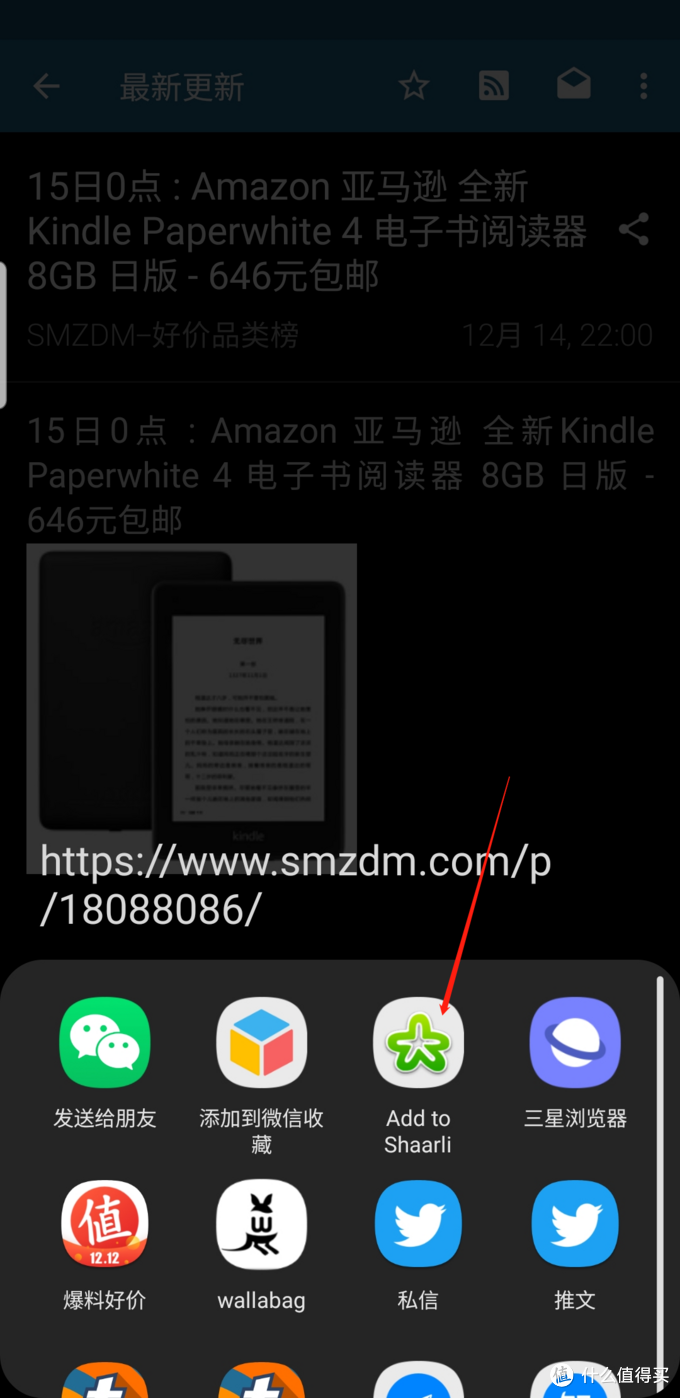 最新更新
15日0点 : Amazon 亚马逊 全新
Kindle Paperwhite 4 电子书阅读器
8GB 日版 - 646元包邮
SMZDM–好价品类榜
12月 14, 22:00
15日0点 : Amazon 亚马逊 全新Kindle
Paperwhite 4 电子书阅读器 8GB 日版 -
646元包邮
kindle
https://www.smzdm.com/p
/18088086/
发送给朋友
添加到微信收
藏
Add to
Shaarli
三星浏览器
值
12.12
爆料好价
wallabag
私信
推文
值 什么值得买